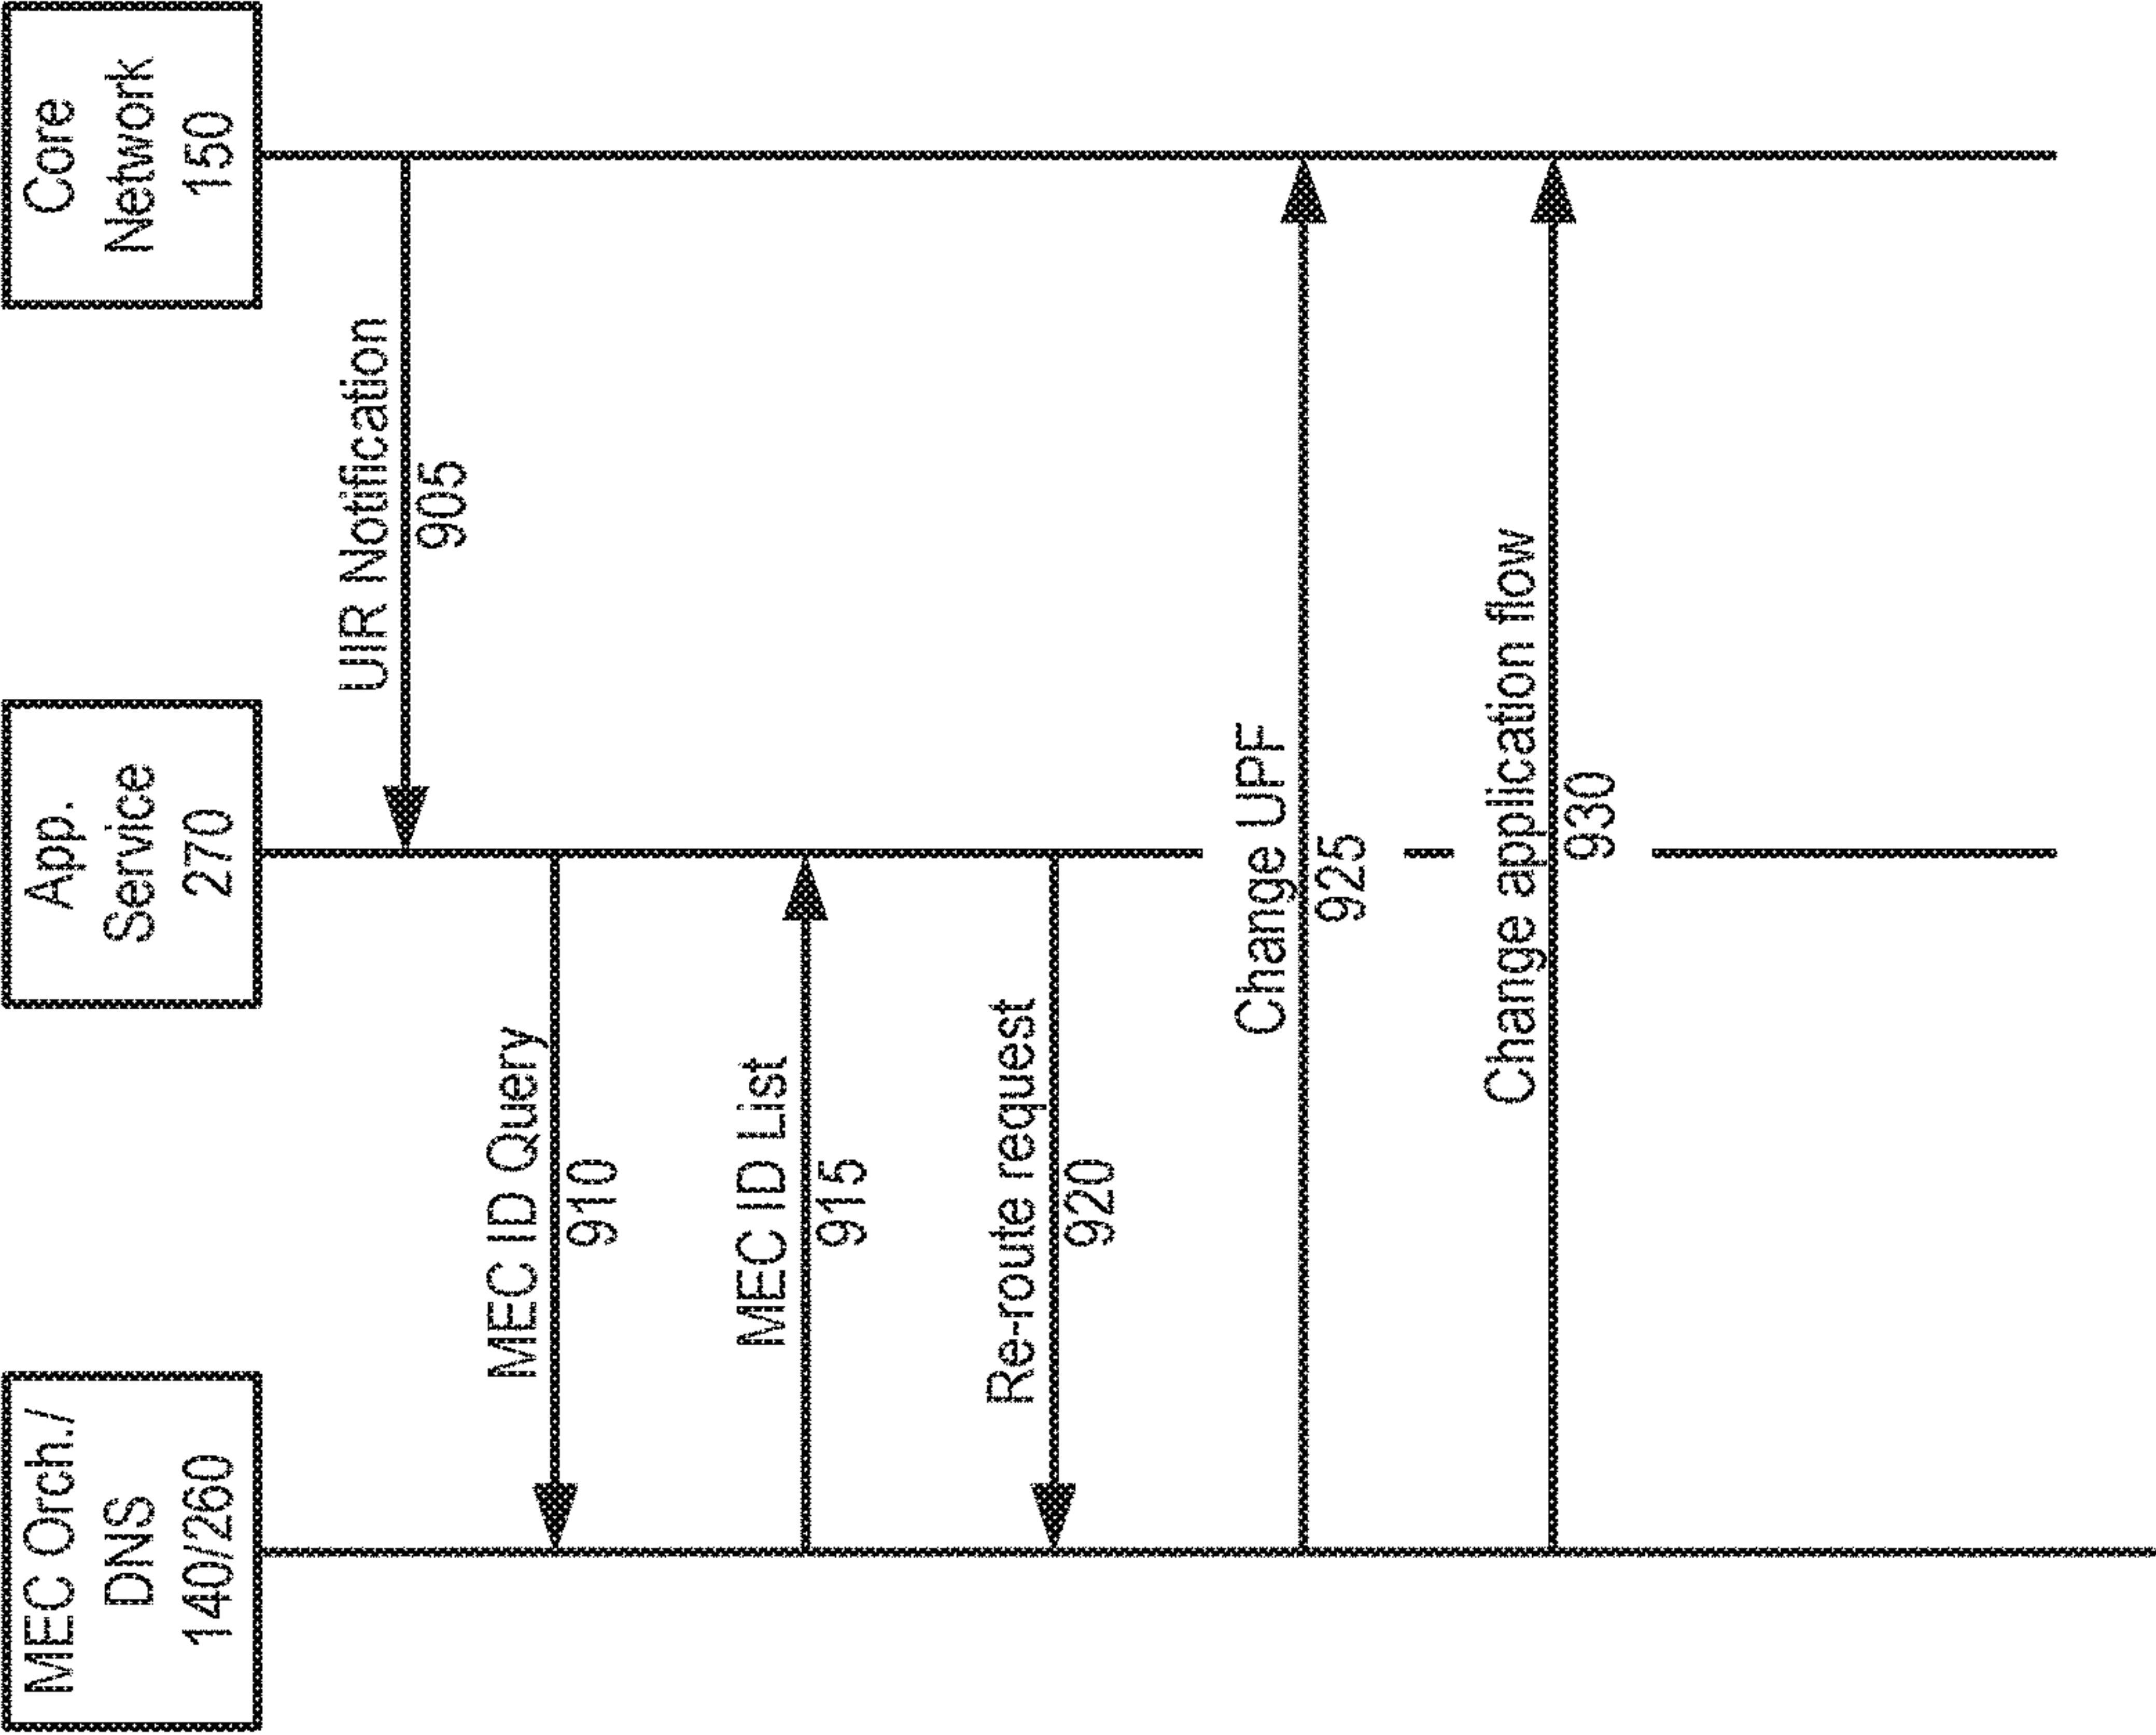 MEC Orch./
DNS
140/260
App.
Service
270
Core
Network
150
UIR Notification
905
MEC ID Query
910
MEC ID List
915
Re-route request
920
Change UPF
925
Change application flow
930